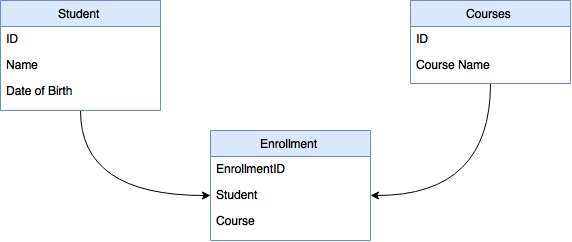 Student
ID
Name
Date of Birth
Courses
ID
Course Name
Enrollment
EnrollmentID
Student
Course